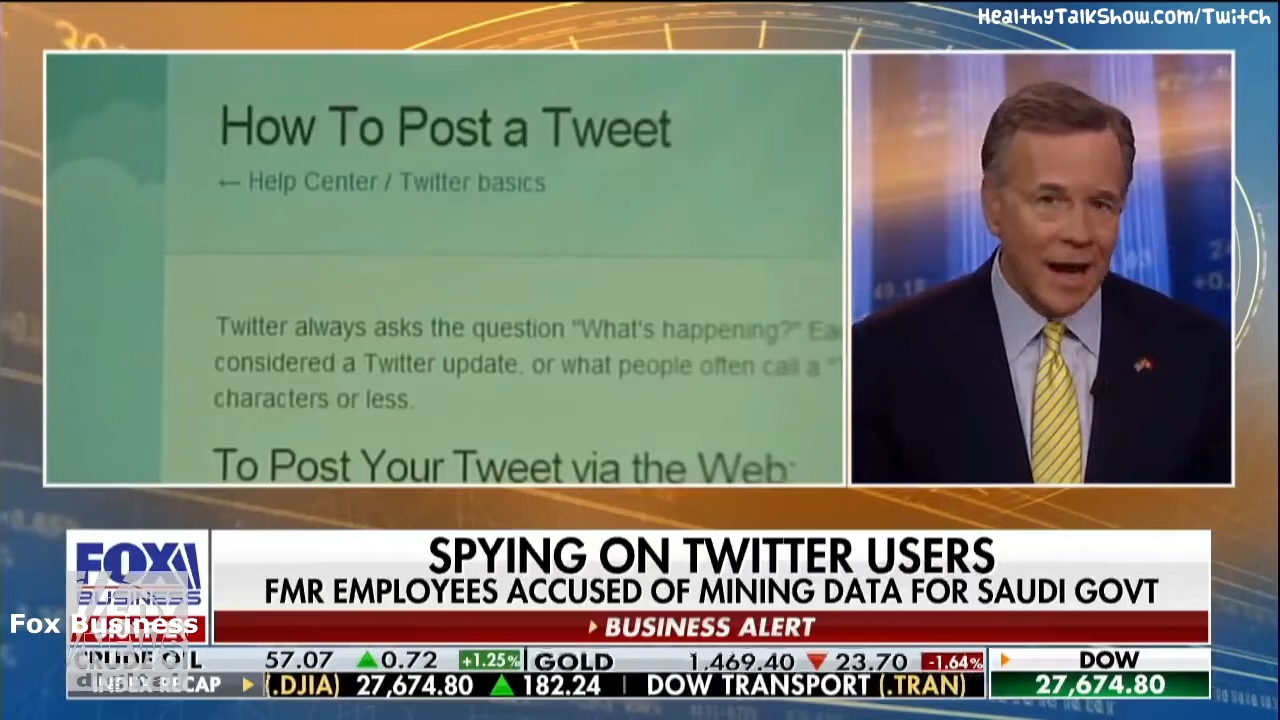 HealthyTalkShow.com/Twitch
How To Post a Tweet
← Help Center / Twitter basics
Twitter always asks the question "What's happening?" Ea
considered a Twitter update, or what people often call a "
characters or less.
To Post Your Tweet via the Web:
FOX
BUSINESS
SPYING ON TWITTER USERS
FMR EMPLOYEES ACCUSED OF MINING DATA FOR SAUDI GOVT
Fox Business
BUSINESS ALERT
CRUDE OIL 57.07 ▲0.72 +1.25% GOLD 1,469.40 ▼ 23.70 -1.64% DOW
INDEX RECAP (.DJIA) 27,674.80 ▲ 182.24 | DOW TRANSPORT (.TRAN) 27,674.80